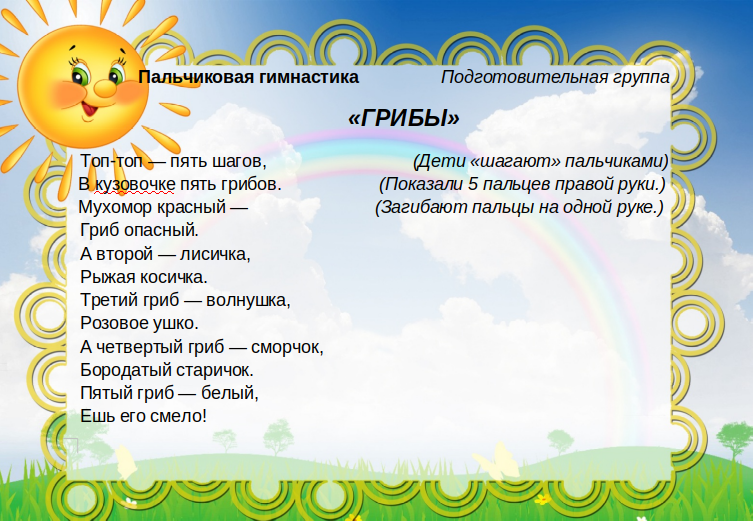 Пальчиковая гимнастика Подготовительная группа
«ГРИБЫ»
Топ-топ — пять шагов, (Дети «шагают» пальчиками)
В кузовочке пять грибов. (Показали 5 пальцев правой руки.)
Мухомор красный — (Загибают пальцы на одной руке.)
Гриб опасный.
А второй — лисичка,
Рыжая косичка.
Третий гриб — волнушка,
Розовое ушко.
А четвертый гриб — сморчок,
Бородатый старичок.
Пятый гриб — белый,
Ешь его смело!